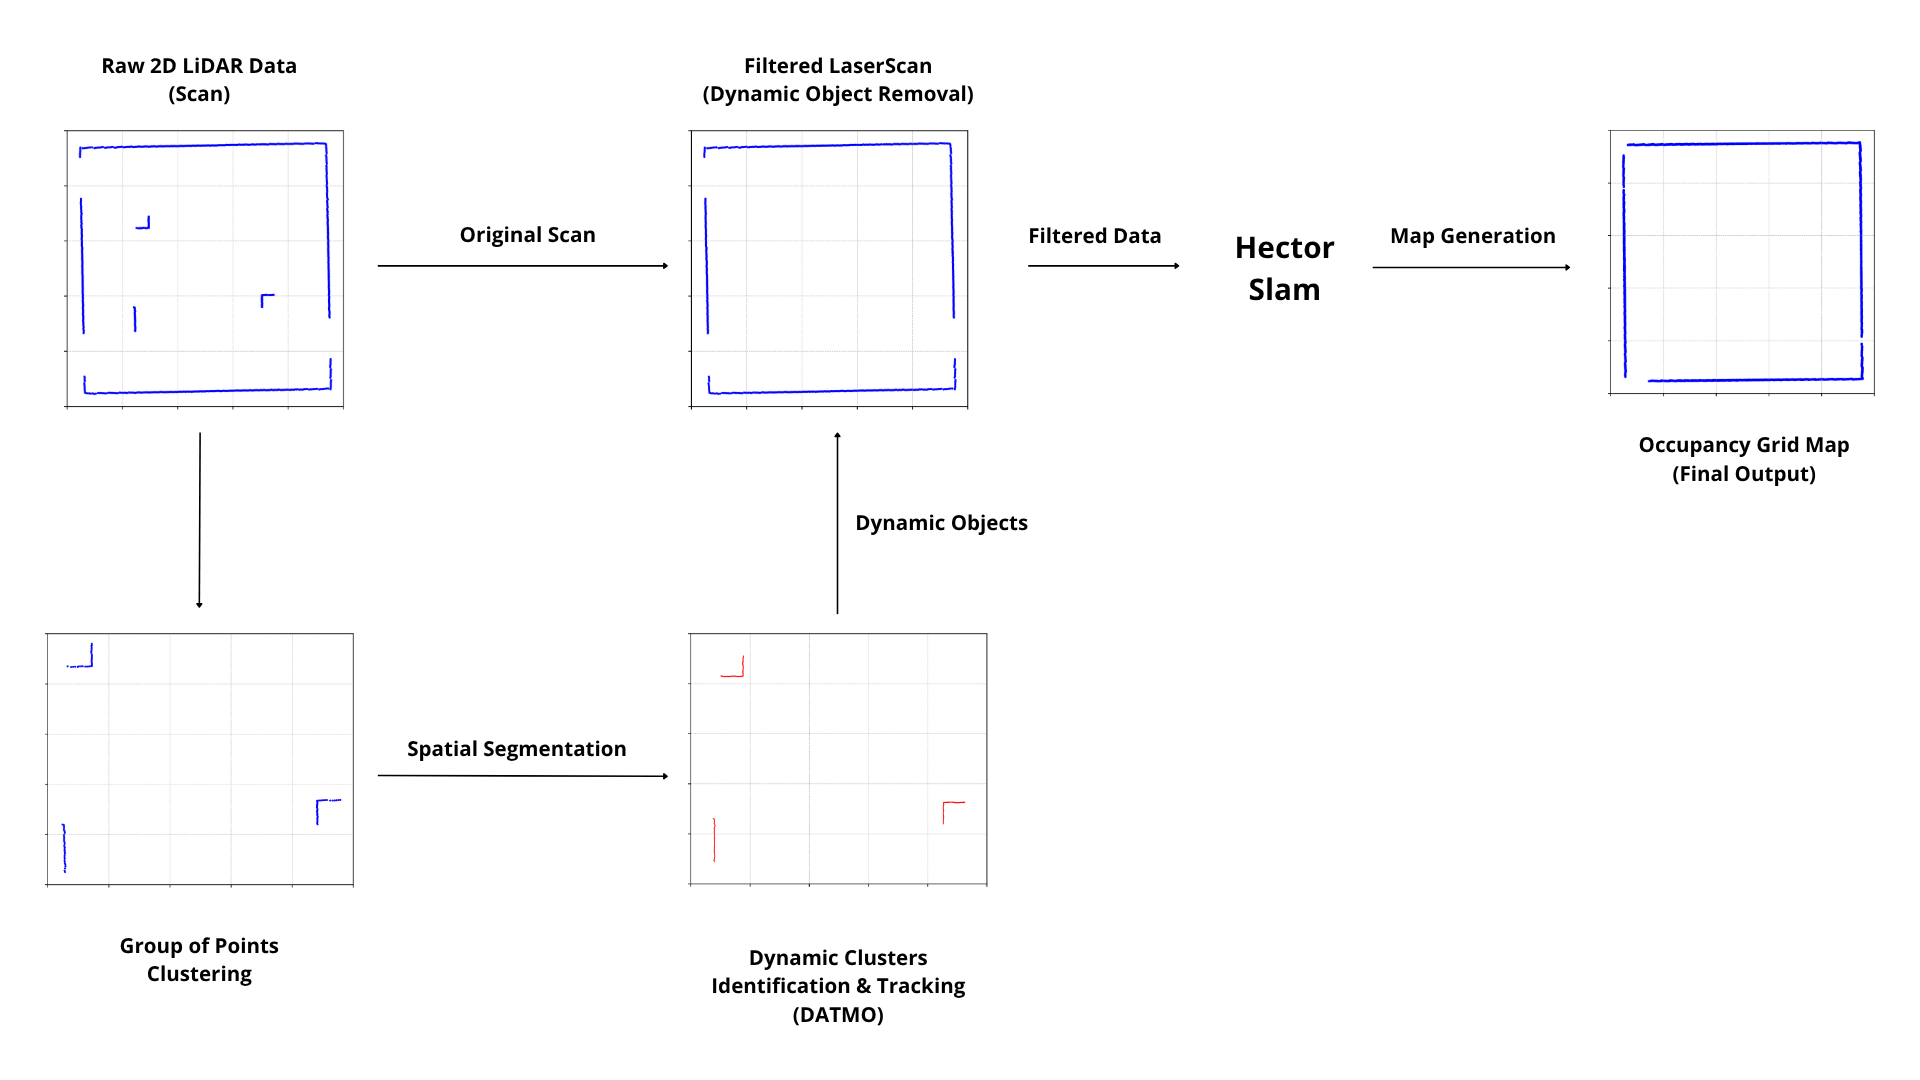 Raw 2D LiDAR Data
(Scan)
Filtered LaserScan
(Dynamic Object Removal)
Original Scan
Filtered Data
Hector
Slam
Map Generation
Occupancy Grid Map
(Final Output)
Dynamic Objects
Spatial Segmentation
Group of Points
Clustering
Dynamic Clusters
Identification & Tracking
(DATMO)